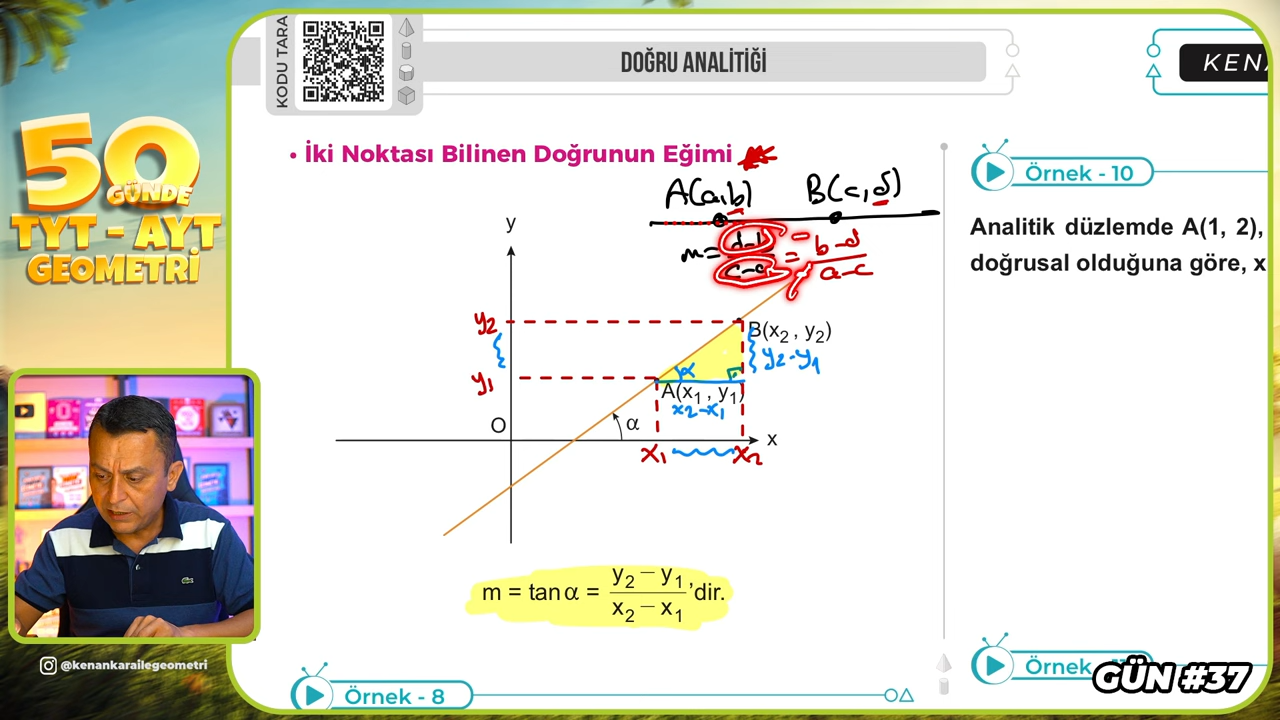 KODU TARA
DOĞRU ANALİTİĞİ
KENA
50
GÜNDE
TYT - AYT
GEOMETRİ
• İki Noktası Bilinen Doğrunun Eğimi
A(a,b) B(c,d)
m = d-b / c-a = b-d / a-c
y
y2
B(x2 , y2)
y2-y1
y1
α
A(x1 , y1)
x2-x1
O
α
x
x1 x2
m = tan α = y2 − y1 / x2 − x1 ’dir.
Örnek - 8
Örnek - 10
Analitik düzlemde A(1, 2),
doğrusal olduğuna göre, x
Örnek -
GÜN #37
@kenankarailegeometri